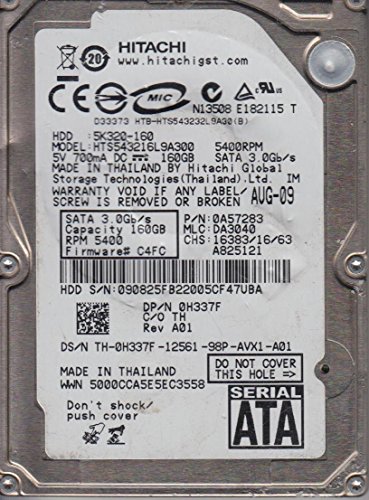 HITACHI
www.hitachigst.com
20
MIC
N13508 E182115 T
D33373 HTB-HTS543232L9A30(B)
HDD : 5K320-160
MODEL: HTS543216L9A300 5400RPM
5V 700mA DC 160GB SATA 3.0Gb/s
MADE IN THAILAND BY Hitachi Global
Storage Technologies(Thailand),Ltd. IM
WARRANTY VOID IF ANY LABEL/
SCREW IS REMOVED OR BROKEN
AUG-09
SATA 3.0Gb/s
Capacity 160GB
RPM 5400
Firmware# C4FC
P/N: 0A57283
MLC: DA3040
CHS: 16383/16/63
A825121
HDD S/N: 090825FB22005CF47UBA
DP/N 0H337F
C/O TH
Rev A01
DS/N TH-0H337F-12561-98P-AVX1-A01
MADE IN THAILAND
WWN 5000CCA5E5EC3558
DO NOT COVER
THIS HOLE
Don't shock/
push cover
SERIAL
ATA